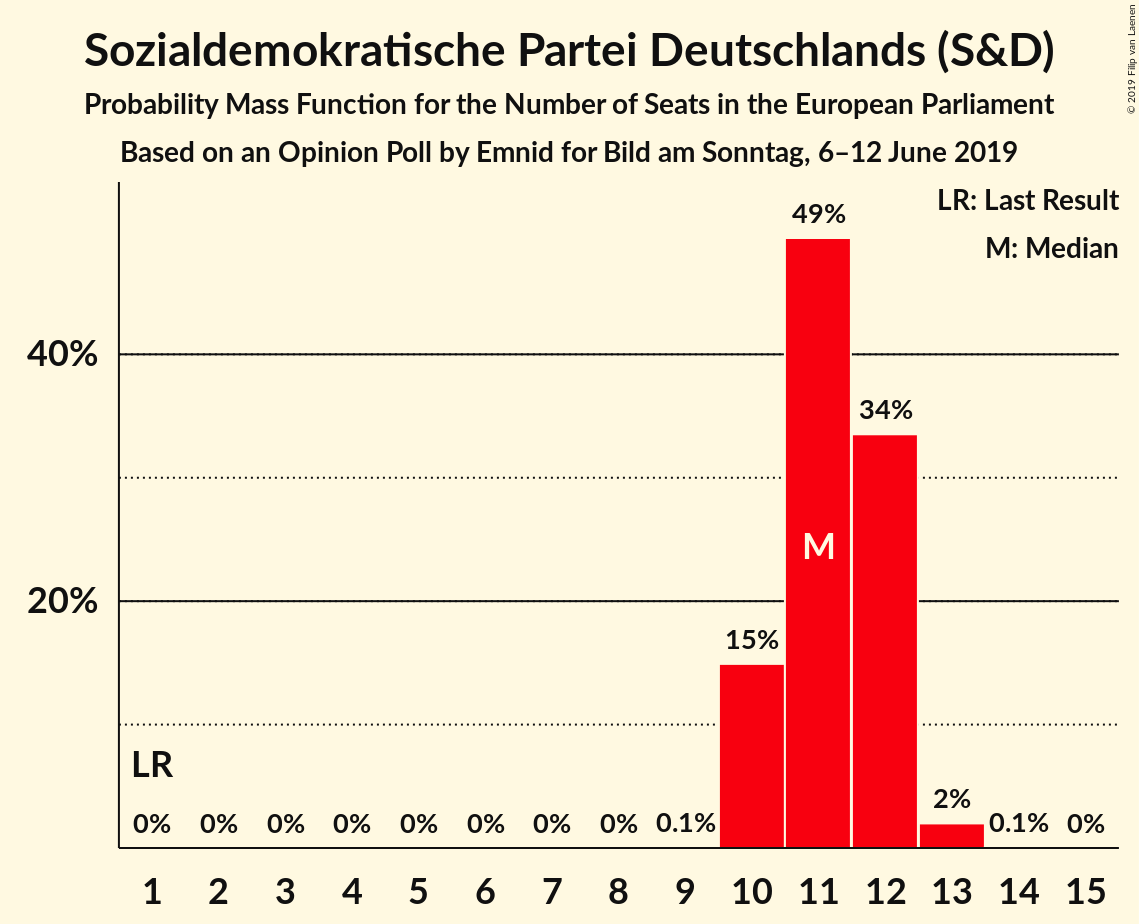 Sozialdemokratische Partei Deutschlands (S&D)
Probability Mass Function for the Number of Seats in the European Parliament
Based on an Opinion Poll by Emnid for Bild am Sonntag, 6–12 June 2019
© 2019 Filip van Laenen
LR: Last Result
M: Median
49%
40%
34%
M
20%
15%
LR
0% 0% 0% 0% 0% 0% 0% 0% 0.1% 2% 0.1% 0%
1 2 3 4 5 6 7 8 9 10 11 12 13 14 15